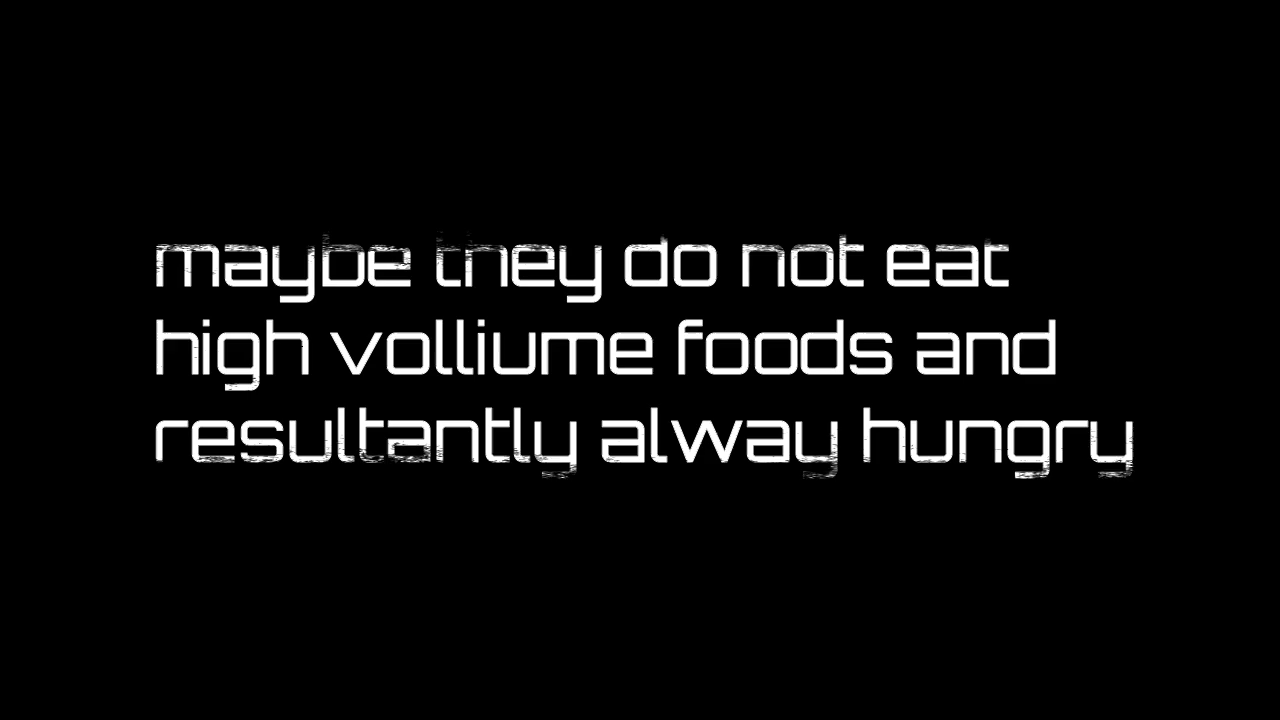 maybe they do not eat
high volliume foods and
resultantly alway hungry